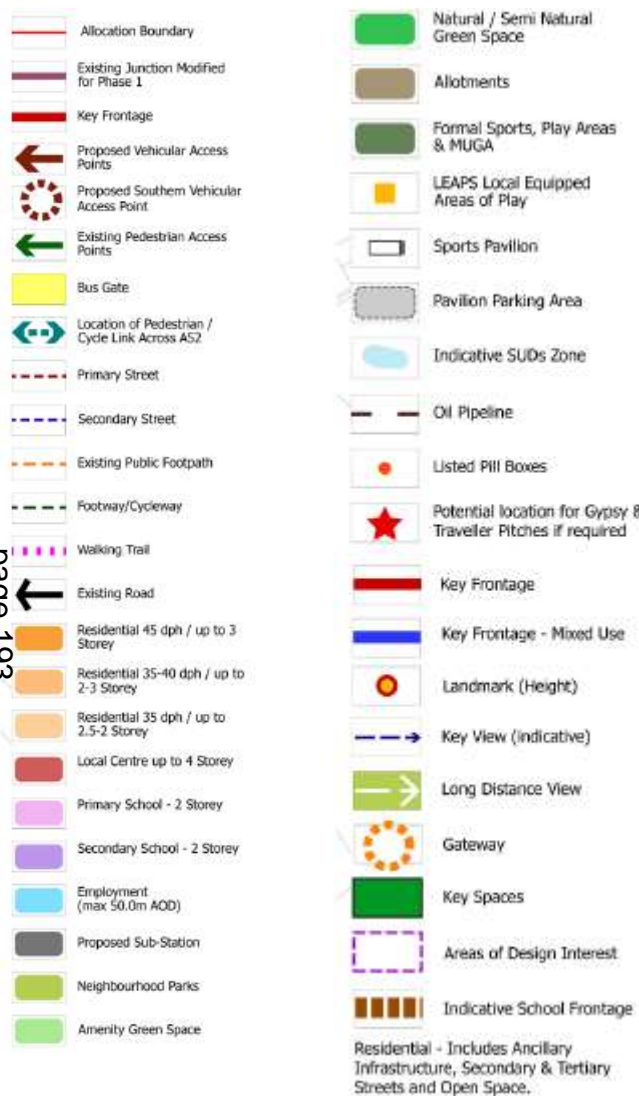 Allocation Boundary
Existing Junction Modified
for Phase 1
Key Frontage
Proposed Vehicular Access
Points
Proposed Southern Vehicular
Access Point
Existing Pedestrian Access
Points
Bus Gate
Location of Pedestrian /
Cycle Link Across A52
Primary Street
Secondary Street
Existing Public Footpath
Footway/Cycleway
Walking Trail
Existing Road
Residential 45 dph / up to 3
Storey
Residential 35-40 dph / up to
2-3 Storey
Residential 35 dph / up to
2.5-2 Storey
Local Centre up to 4 Storey
Primary School - 2 Storey
Secondary School - 2 Storey
Employment
(max 50.0m AOD)
Proposed Sub-Station
Neighbourhood Parks
Amenity Green Space
page 193
Natural / Semi Natural
Green Space
Allotments
Formal Sports, Play Areas
& MUGA
LEAPS Local Equipped
Areas of Play
Sports Pavilion
Pavilion Parking Area
Indicative SUDs Zone
Oil Pipeline
Listed Pill Boxes
Potential location for Gypsy &
Traveller Pitches if required
Key Frontage
Key Frontage - Mixed Use
Landmark (Height)
Key View (indicative)
Long Distance View
Gateway
Key Spaces
Areas of Design Interest
Indicative School Frontage
Residential - Includes Ancillary
Infrastructure, Secondary & Tertiary
Streets and Open Space.